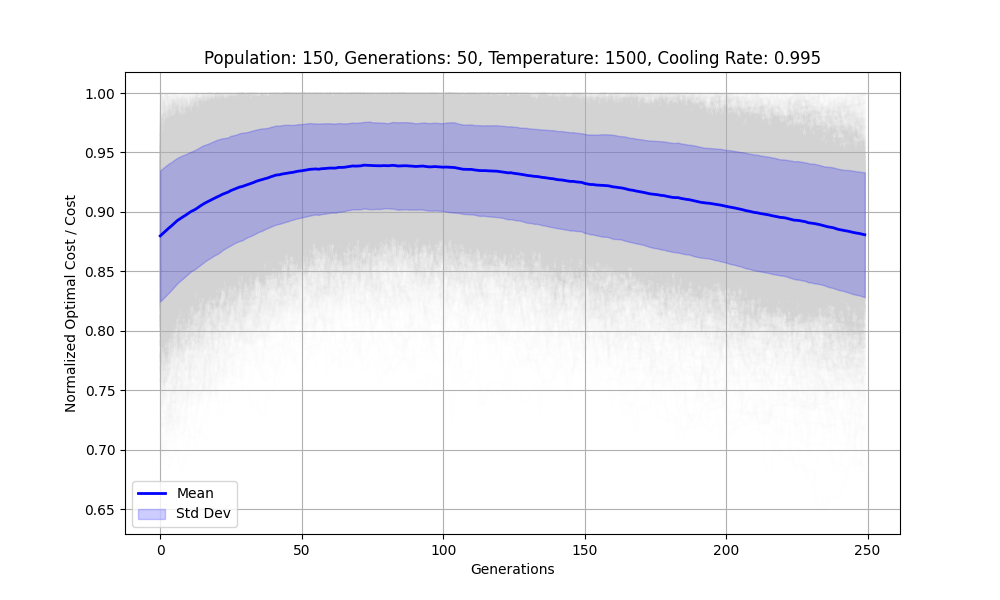 Population: 150, Generations: 50, Temperature: 1500, Cooling Rate: 0.995
Normalized Optimal Cost / Cost
1.00
0.95
0.90
0.85
0.80
0.75
0.70
0.65
Mean
Std Dev
0 50 100 150 200 250
Generations